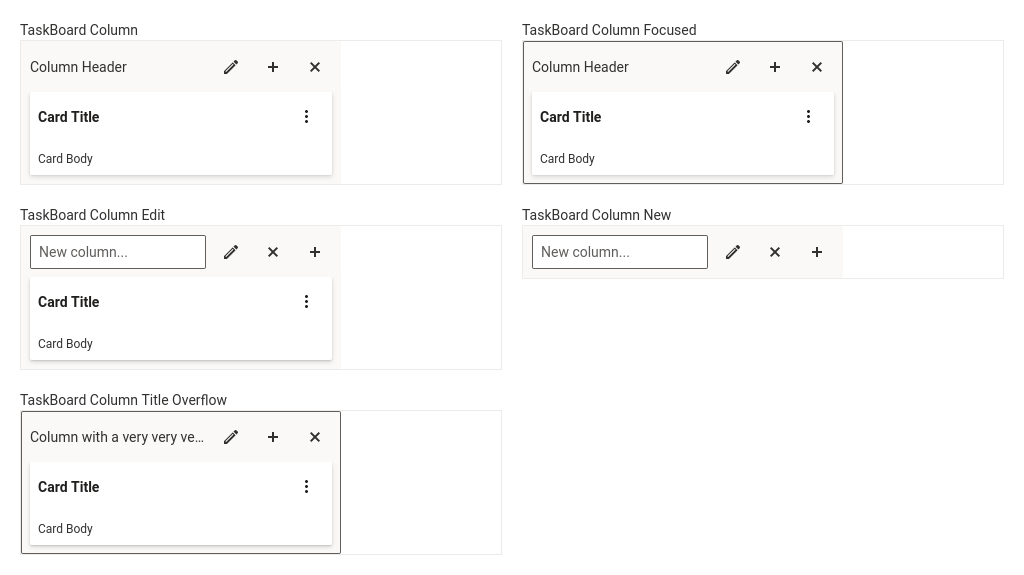 TaskBoard Column
Column Header
Card Title
Card Body
TaskBoard Column Focused
Column Header
Card Title
Card Body
TaskBoard Column Edit
New column...
Card Title
Card Body
TaskBoard Column New
New column...
TaskBoard Column Title Overflow
Column with a very very ve...
Card Title
Card Body